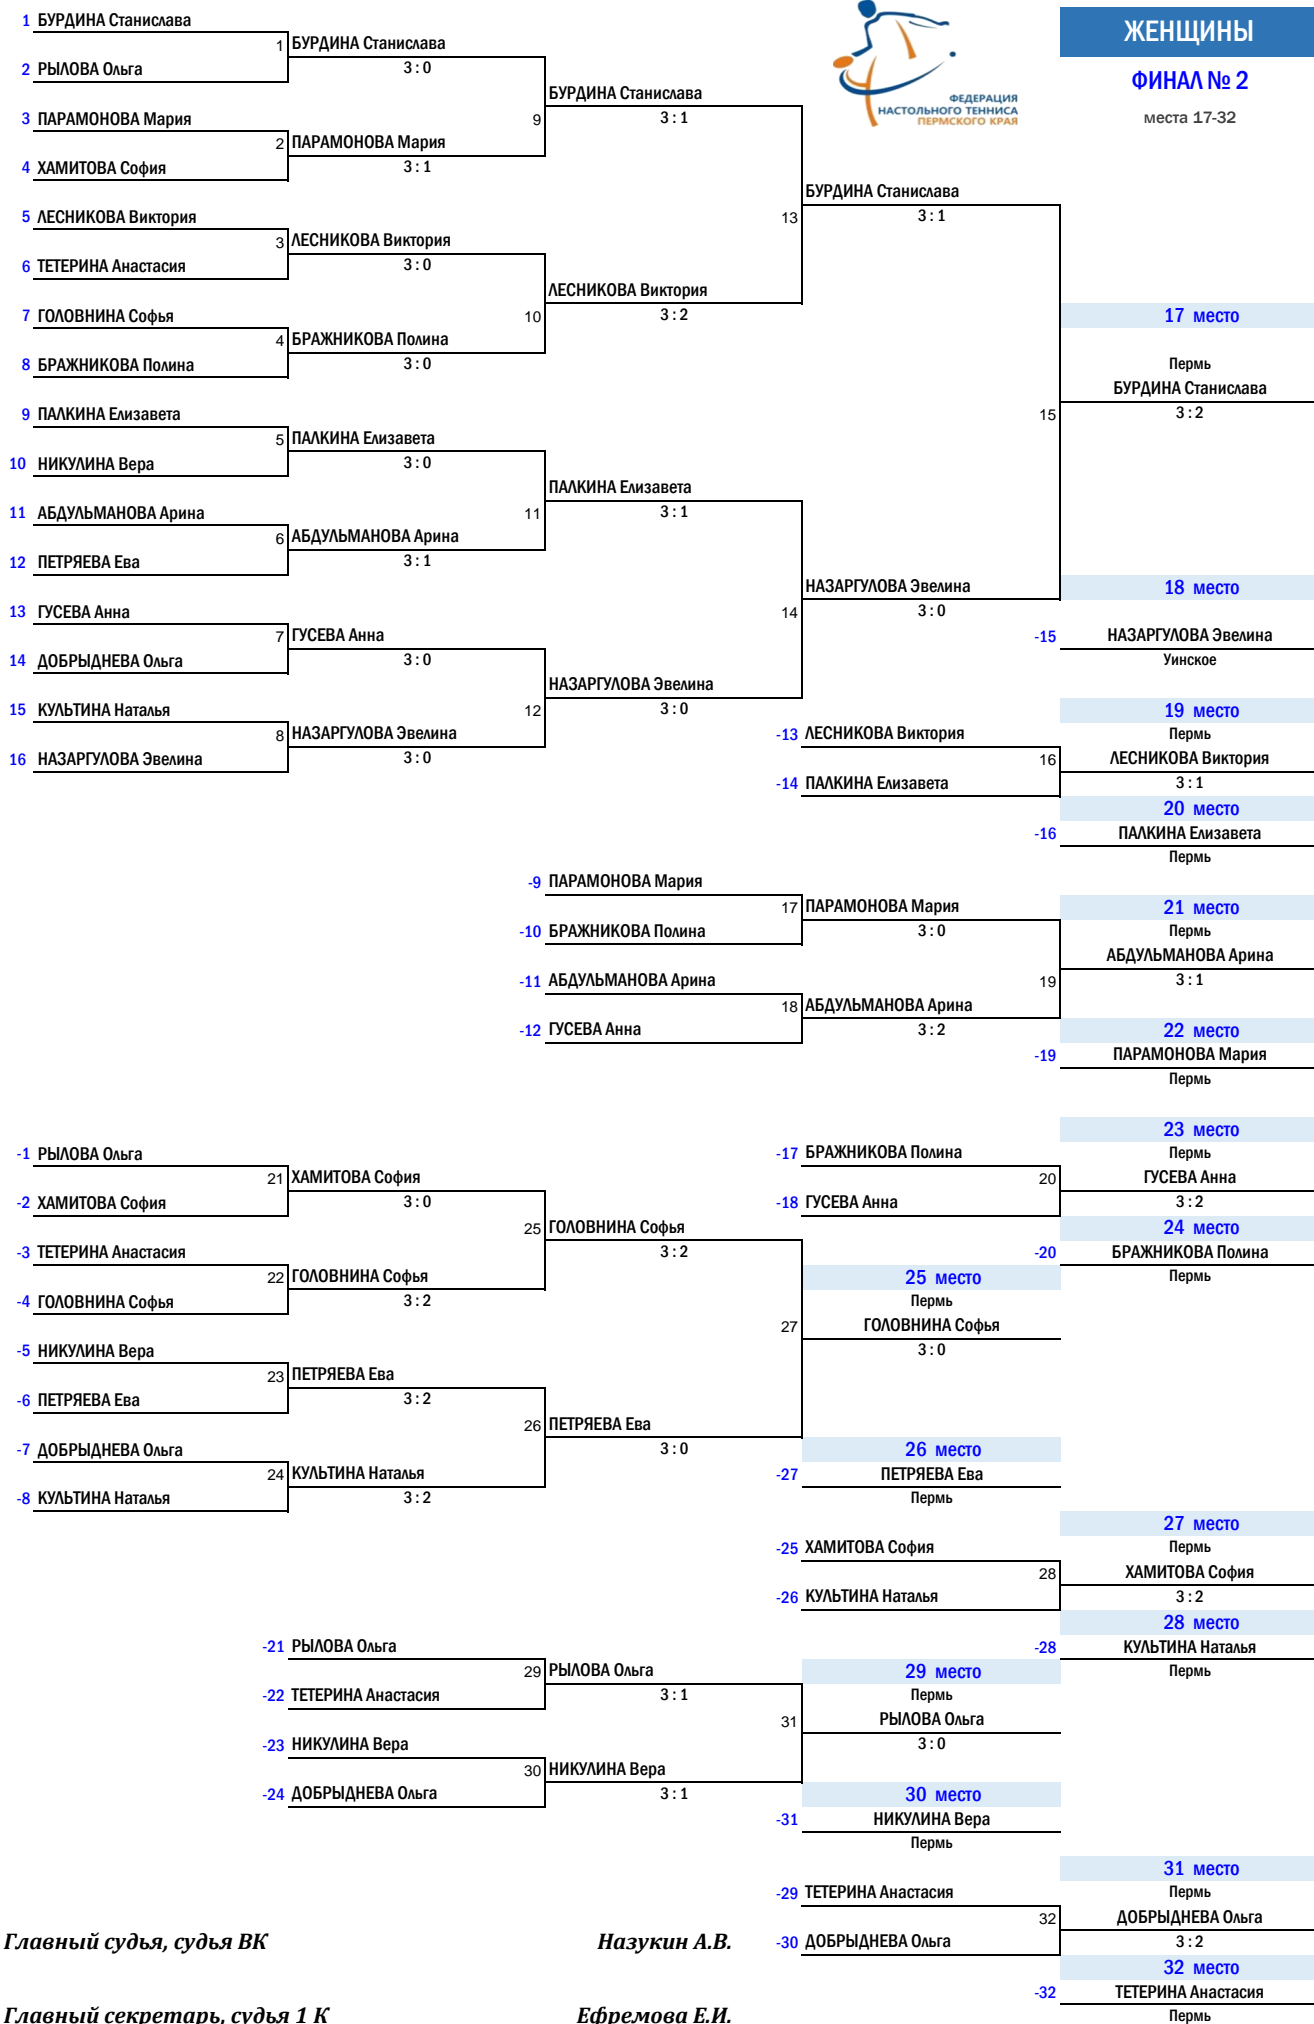 ФЕДЕРАЦИЯ
НАСТОЛЬНОГО ТЕННИСА
ПЕРМСКОГО КРАЯ
ЖЕНЩИНЫ
ФИНАЛ № 2
места 17-32
1 БУРДИНА Станислава
1 БУРДИНА Станислава
2 РЫЛОВА Ольга
3 : 0
БУРДИНА Станислава
3 ПАРАМОНОВА Мария
9
3 : 1
2 ПАРАМОНОВА Мария
4 ХАМИТОВА София
3 : 1
БУРДИНА Станислава
5 ЛЕСНИКОВА Виктория
13
3 : 1
3 ЛЕСНИКОВА Виктория
6 ТЕТЕРИНА Анастасия
3 : 0
ЛЕСНИКОВА Виктория
7 ГОЛОВНИНА Софья
10
3 : 2
17 место
4 БРАЖНИКОВА Полина
8 БРАЖНИКОВА Полина
3 : 0
Пермь
БУРДИНА Станислава
9 ПАЛКИНА Елизавета
15
3 : 2
5 ПАЛКИНА Елизавета
10 НИКУЛИНА Вера
3 : 0
ПАЛКИНА Елизавета
11 АБДУЛЬМАНОВА Арина
11
3 : 1
6 АБДУЛЬМАНОВА Арина
12 ПЕТРЯЕВА Ева
3 : 1
НАЗАРГУЛОВА Эвелина
18 место
13 ГУСЕВА Анна
14
3 : 0
7 ГУСЕВА Анна
-15 НАЗАРГУЛОВА Эвелина
14 ДОБРЫДНЕВА Ольга
3 : 0
Уинское
НАЗАРГУЛОВА Эвелина
15 КУЛЬТИНА Наталья
12
3 : 0
19 место
8 НАЗАРГУЛОВА Эвелина
-13 ЛЕСНИКОВА Виктория
Пермь
16 НАЗАРГУЛОВА Эвелина
3 : 0
16
ЛЕСНИКОВА Виктория
-14 ПАЛКИНА Елизавета
3 : 1
20 место
-16 ПАЛКИНА Елизавета
Пермь
-9 ПАРАМОНОВА Мария
17 ПАРАМОНОВА Мария
21 место
-10 БРАЖНИКОВА Полина
3 : 0
Пермь
АБДУЛЬМАНОВА Арина
-11 АБДУЛЬМАНОВА Арина
19
3 : 1
18 АБДУЛЬМАНОВА Арина
-12 ГУСЕВА Анна
3 : 2
22 место
-19 ПАРАМОНОВА Мария
Пермь
23 место
-1 РЫЛОВА Ольга
-17 БРАЖНИКОВА Полина
Пермь
21 ХАМИТОВА София
20
ГУСЕВА Анна
-2 ХАМИТОВА София
3 : 0
-18 ГУСЕВА Анна
3 : 2
25 ГОЛОВНИНА Софья
24 место
-3 ТЕТЕРИНА Анастасия
3 : 2
-20 БРАЖНИКОВА Полина
22 ГОЛОВНИНА Софья
25 место
Пермь
-4 ГОЛОВНИНА Софья
3 : 2
Пермь
27
ГОЛОВНИНА Софья
-5 НИКУЛИНА Вера
3 : 0
23 ПЕТРЯЕВА Ева
-6 ПЕТРЯЕВА Ева
3 : 2
26 ПЕТРЯЕВА Ева
-7 ДОБРЫДНЕВА Ольга
3 : 0
26 место
24 КУЛЬТИНА Наталья
-27 ПЕТРЯЕВА Ева
-8 КУЛЬТИНА Наталья
3 : 2
Пермь
27 место
-25 ХАМИТОВА София
Пермь
28
ХАМИТОВА София
-26 КУЛЬТИНА Наталья
3 : 2
28 место
-21 РЫЛОВА Ольга
-28 КУЛЬТИНА Наталья
29 РЫЛОВА Ольга
29 место
Пермь
-22 ТЕТЕРИНА Анастасия
3 : 1
Пермь
31
РЫЛОВА Ольга
-23 НИКУЛИНА Вера
3 : 0
30 НИКУЛИНА Вера
-24 ДОБРЫДНЕВА Ольга
3 : 1
30 место
-31 НИКУЛИНА Вера
Пермь
31 место
-29 ТЕТЕРИНА Анастасия
Пермь
32
ДОБРЫДНЕВА Ольга
Главный судья, судья ВК
Назукин А.В.
-30 ДОБРЫДНЕВА Ольга
3 : 2
32 место
-32 ТЕТЕРИНА Анастасия
Главный секретарь, судья 1 К
Ефремова Е.И.
Пермь